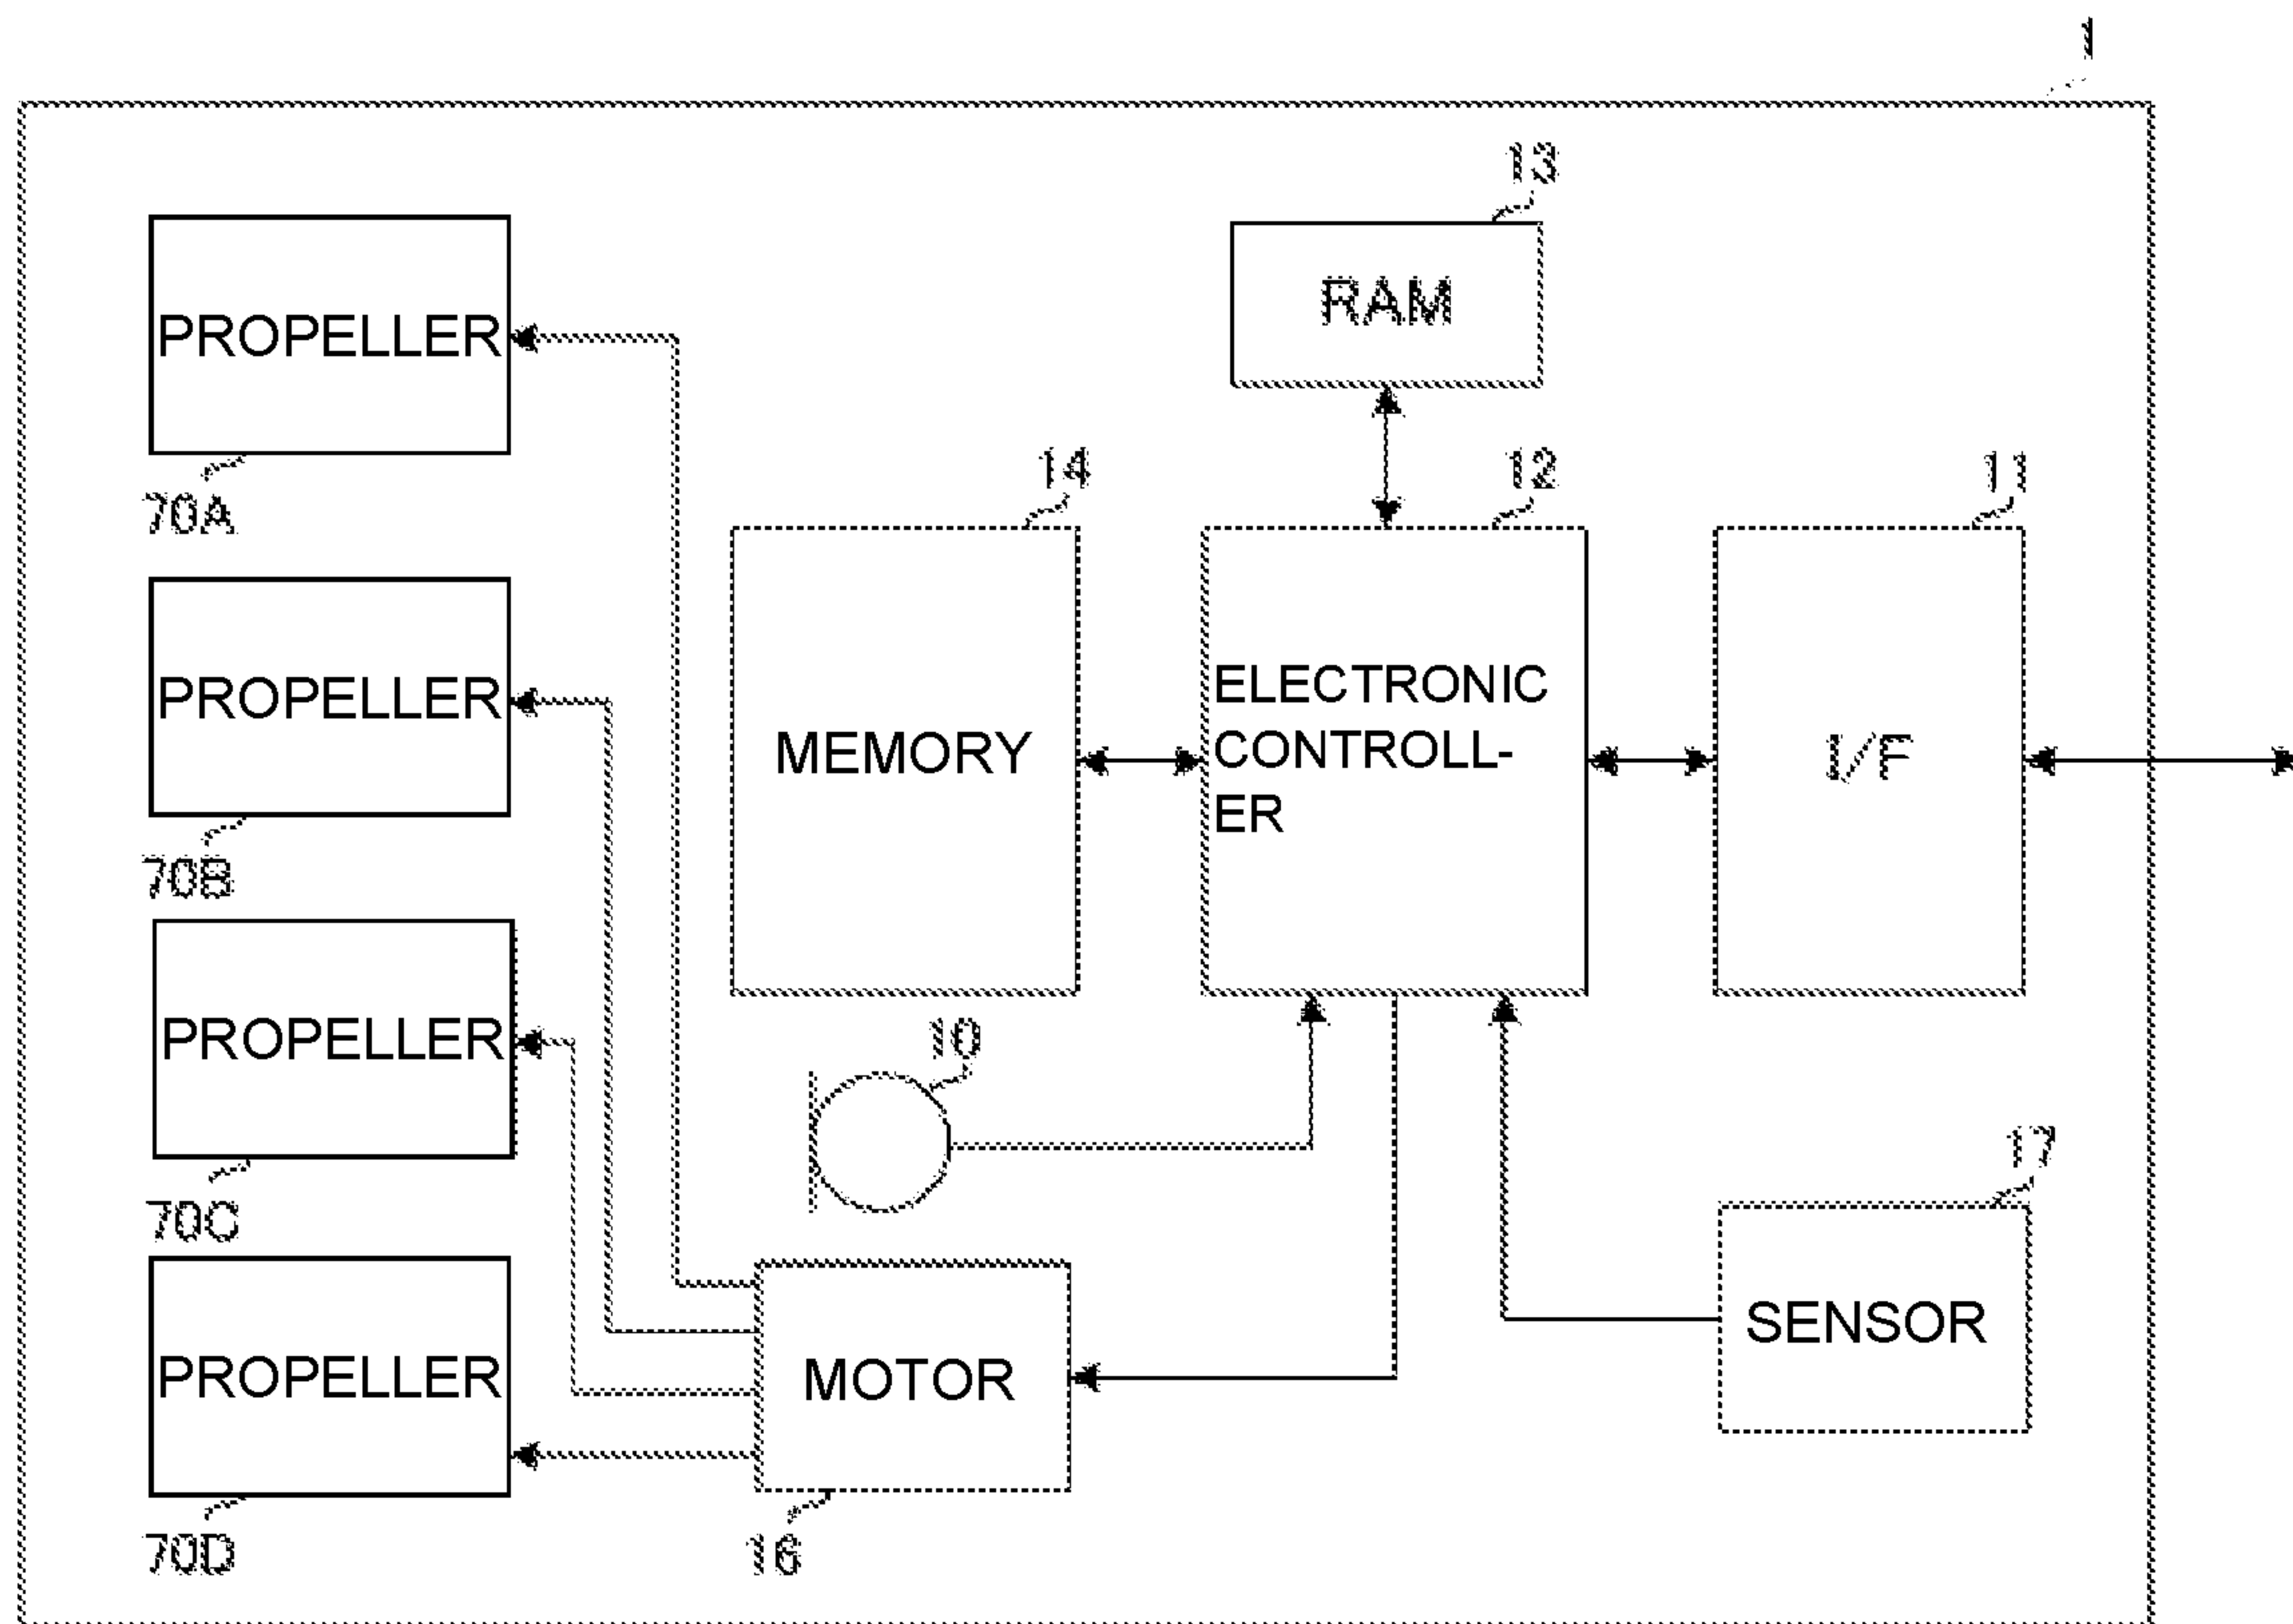 1
13
RAM
PROPELLER
70A
14
12
11
PROPELLER
70B
MEMORY
ELECTRONIC
CONTROLL-
ER
I/F
PROPELLER
70C
10
17
SENSOR
PROPELLER
70D
MOTOR
16